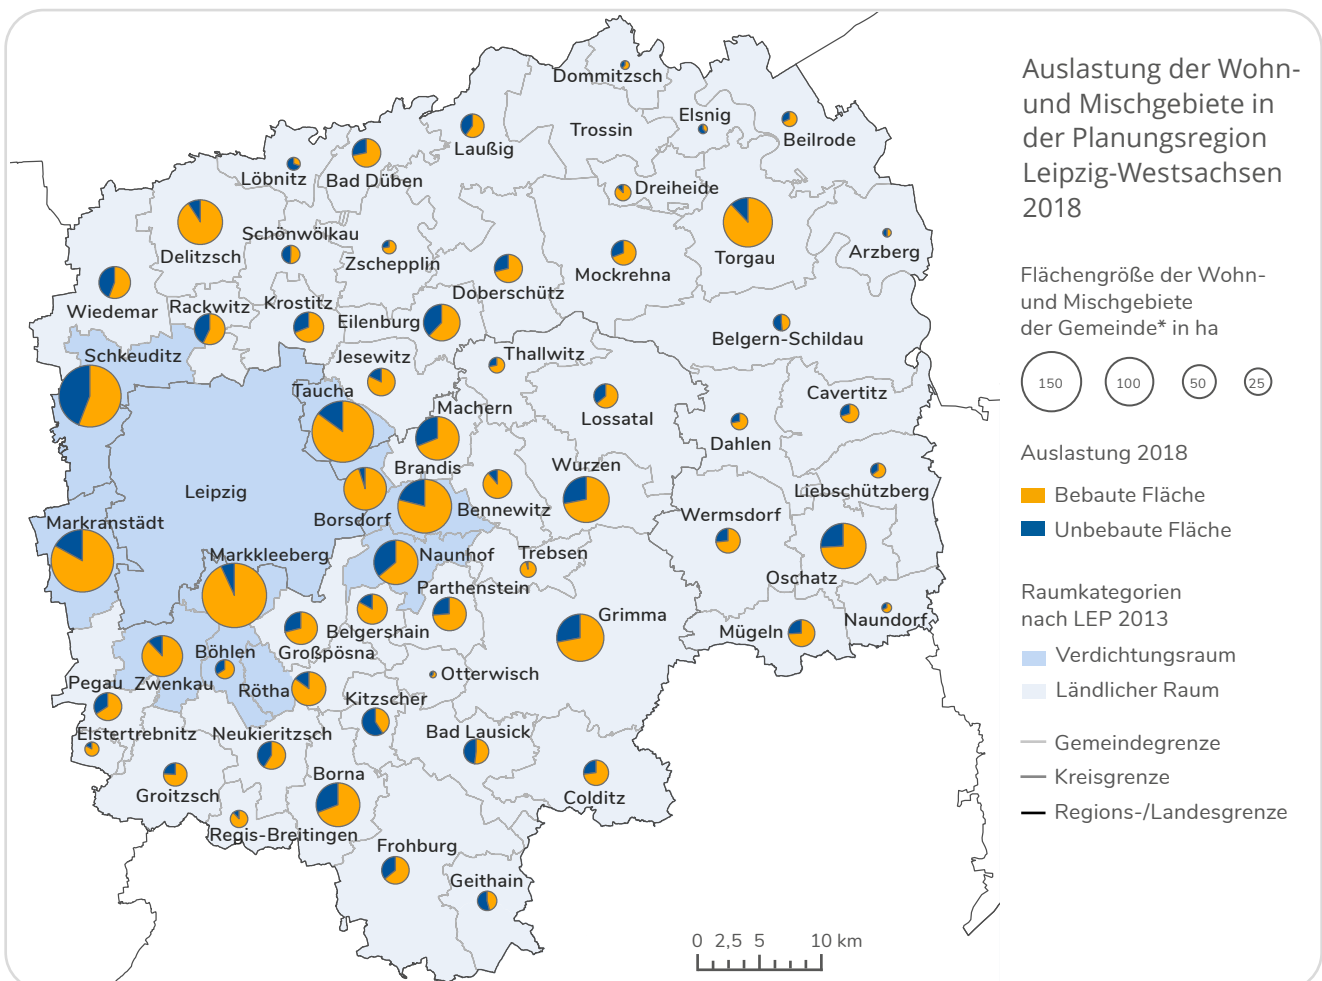 Auslastung der Wohn-
und Mischgebiete in
der Planungsregion
Leipzig-Westsachsen
2018
Flächengröße der Wohn-
und Mischgebiete
der Gemeinde* in ha
150
100
50
25
Auslastung 2018
Bebaute Fläche
Unbebaute Fläche
Raumkategorien
nach LEP 2013
Verdichtungsraum
Ländlicher Raum
Gemeindegrenze
Kreisgrenze
Regions-/Landesgrenze
Dommitzsch
Elsnig
Trossin
Beilrode
Laußig
Löbnitz
Bad Düben
Dreiheide
Schönwölkau
Delitzsch
Zschepplin
Mockrehna
Torgau
Arzberg
Doberschütz
Wiedemar
Rackwitz
Krostitz
Eilenburg
Belgern-Schildau
Schkeuditz
Jesewitz
Thallwitz
Taucha
Machern
Lossatal
Cavertitz
Dahlen
Brandis
Wurzen
Leipzig
Liebschützberg
Borsdorf
Bennewitz
Wermsdorf
Markranstädt
Markkleeberg
Naunhof
Trebsen
Oschatz
Parthenstein
Grimma
Naundorf
Belgershain
Mügeln
Böhlen
Großpösna
Otterwisch
Pegau
Zwenkau
Rötha
Kitzscher
Elstertrebnitz
Neukieritzsch
Bad Lausick
Borna
Groitzsch
Colditz
Regis-Breitingen
Frohburg
Geithain
0 2,5 5 10 km